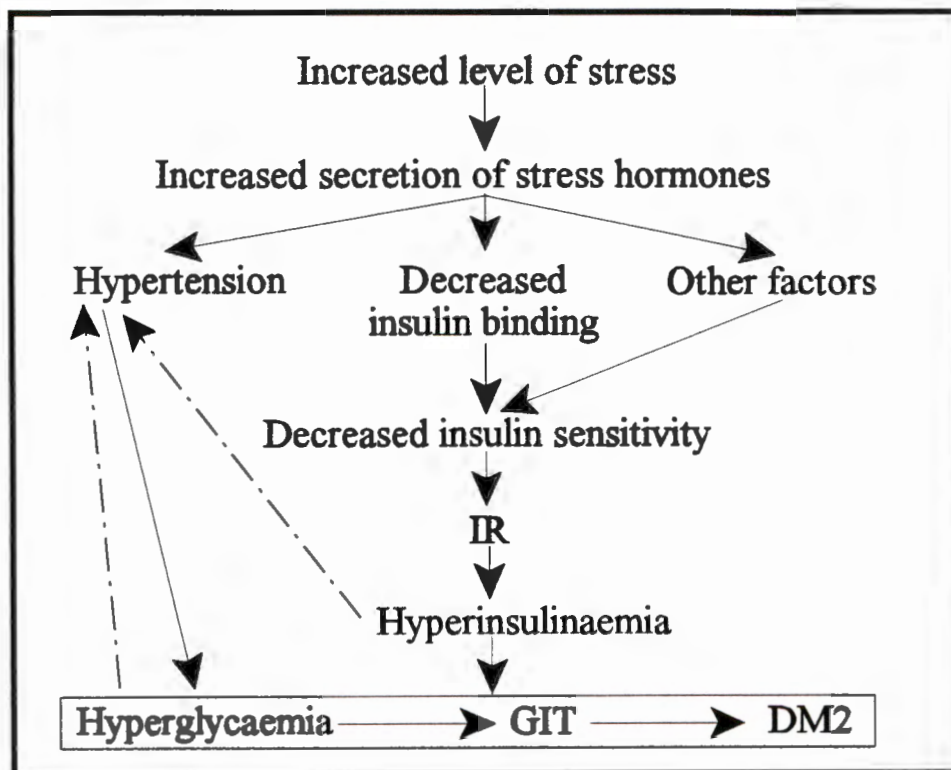 Increased level of stress
Increased secretion of stress hormones
Hypertension
Decreased
insulin binding
Other factors
Decreased insulin sensitivity
IR
Hyperinsulinaemia
Hyperglycaemia GIT DM2